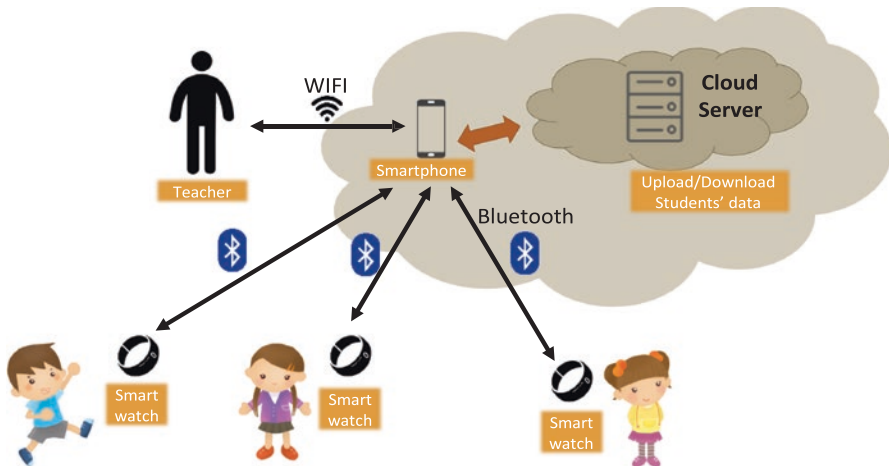 WIFI
Cloud
Server
Smartphone
Teacher
Upload/Download
Students’ data
Bluetooth
Smart
watch
Smart
watch
Smart
watch